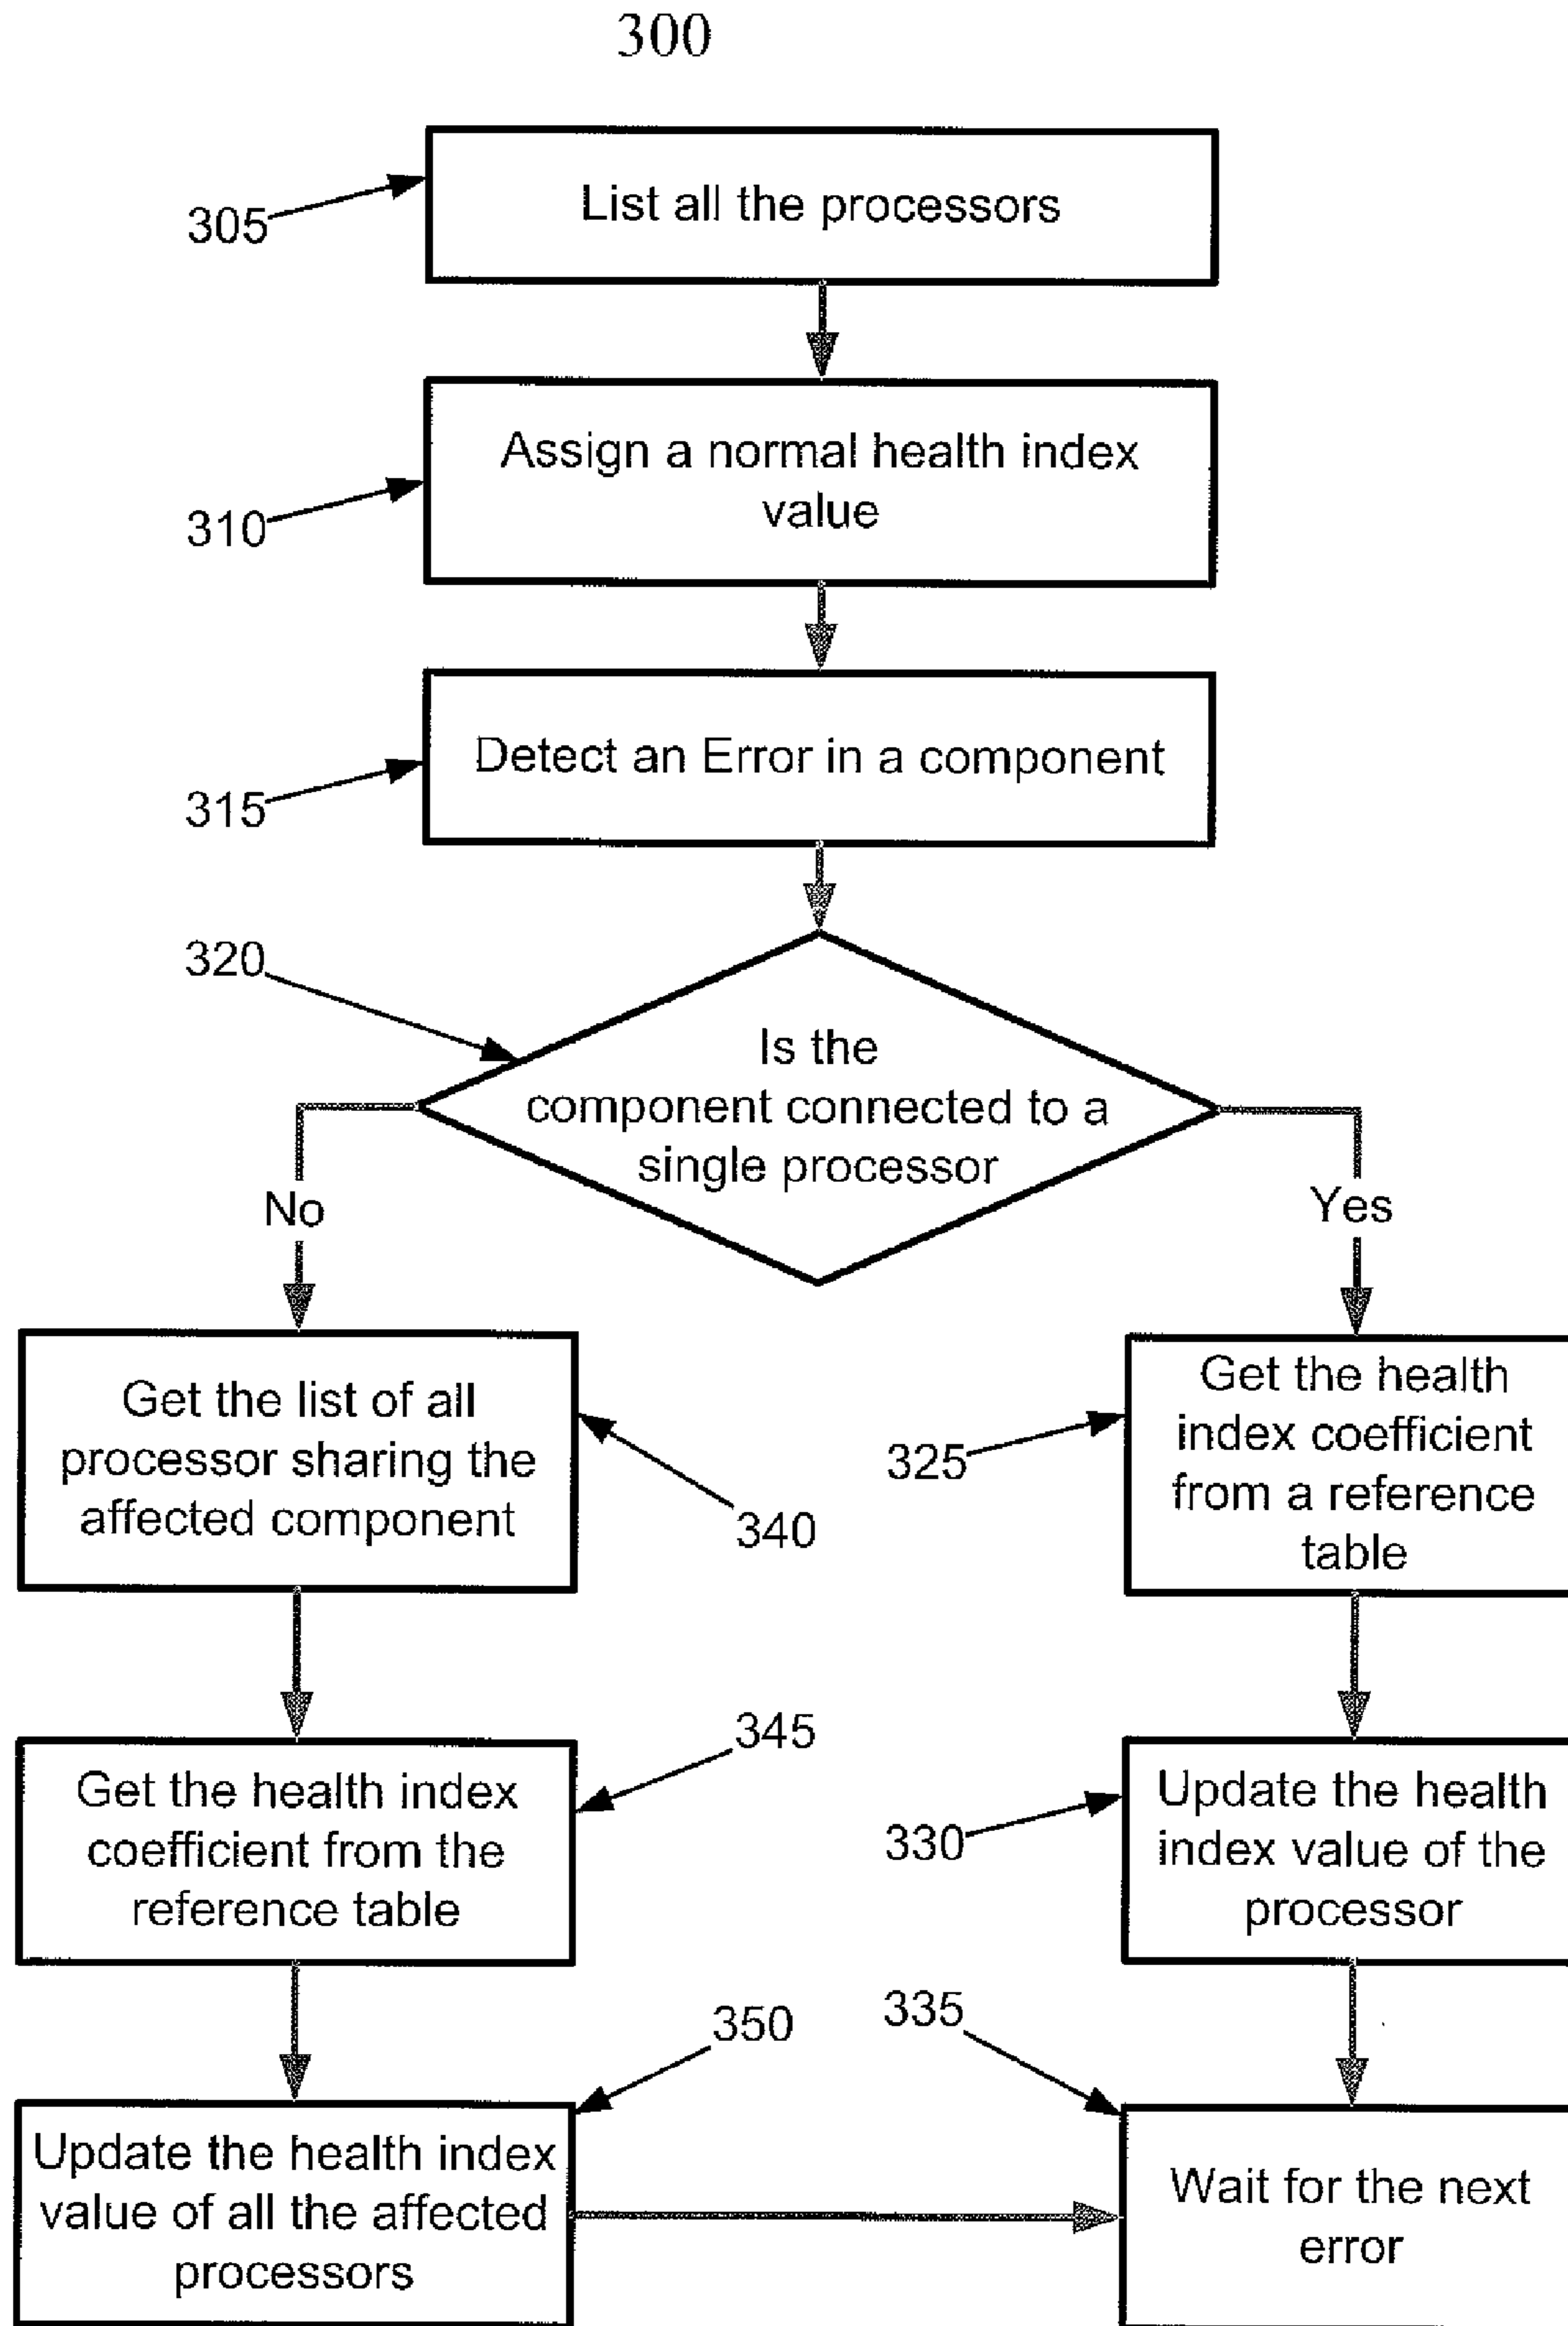 300
305
List all the processors
310
Assign a normal health index
value
315
Detect an Error in a component
320
Is the
component connected to a
single processor
No
Yes
Get the list of all
processor sharing the
affected component
340
325
Get the health
index coefficient
from a reference
table
Get the health index
coefficient from the
reference table
345
330
Update the health
index value of the
processor
350
335
Update the health index
value of all the affected
processors
Wait for the next
error